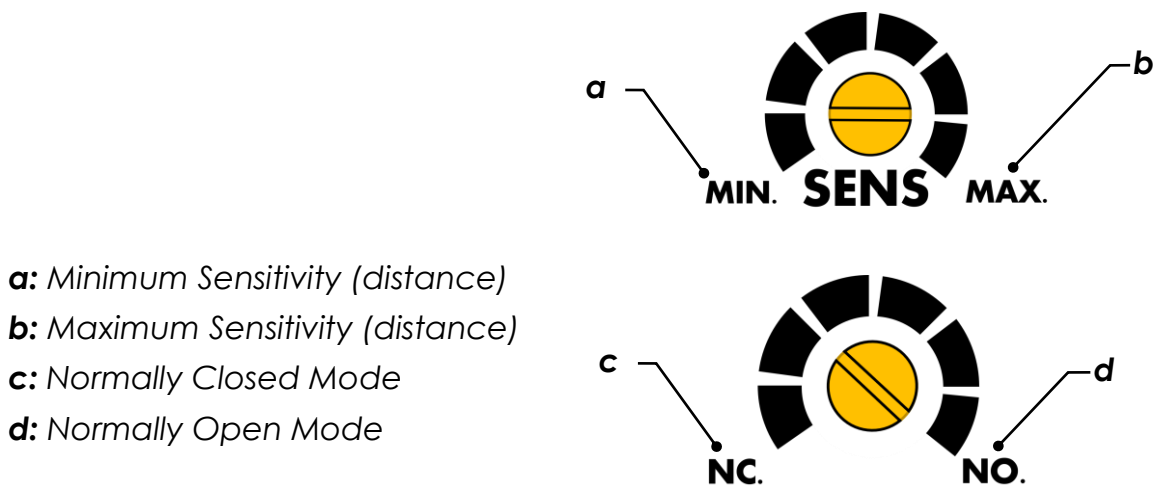 a
b
MIN. SENS MAX.
a: Minimum Sensitivity (distance)
b: Maximum Sensitivity (distance)
c: Normally Closed Mode
d: Normally Open Mode
c
d
NC. NO.